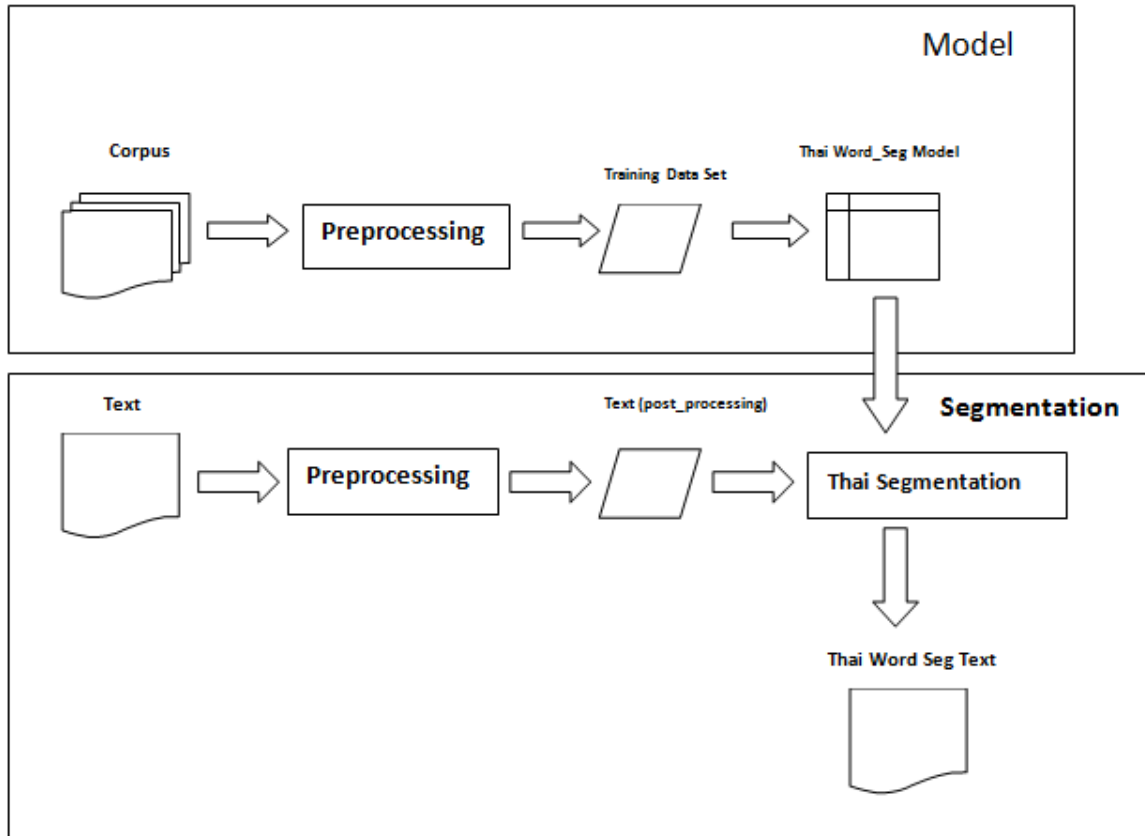 Model
Corpus
Preprocessing
Training Data Set
Thai Word_Seg Model
Segmentation
Text
Preprocessing
Text (post_processing)
Thai Segmentation
Thai Word Seg Text